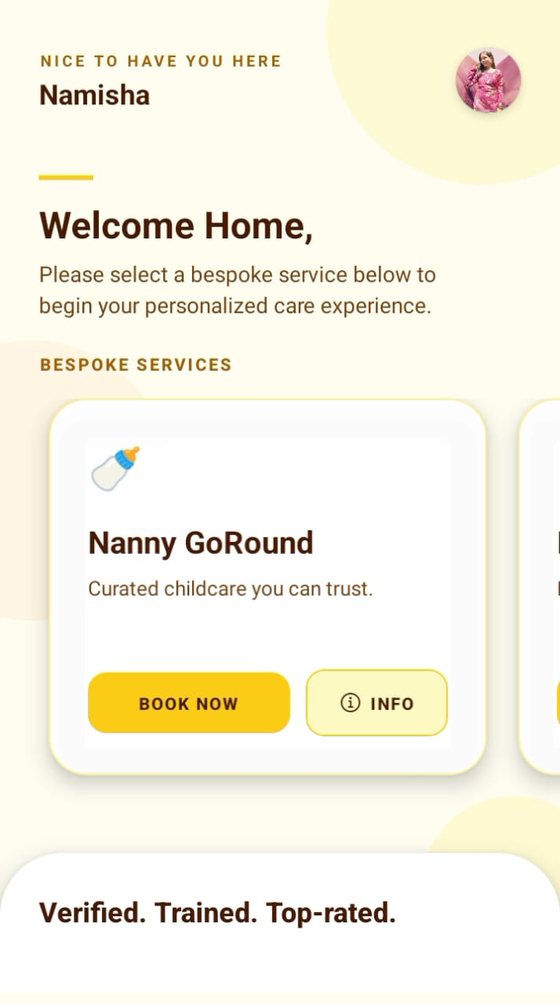 NICE TO HAVE YOU HERE
Namisha
Welcome Home,
Please select a bespoke service below to
begin your personalized care experience.
BESPOKE SERVICES
Nanny GoRound
Curated childcare you can trust.
BOOK NOW
INFO
Verified. Trained. Top-rated.